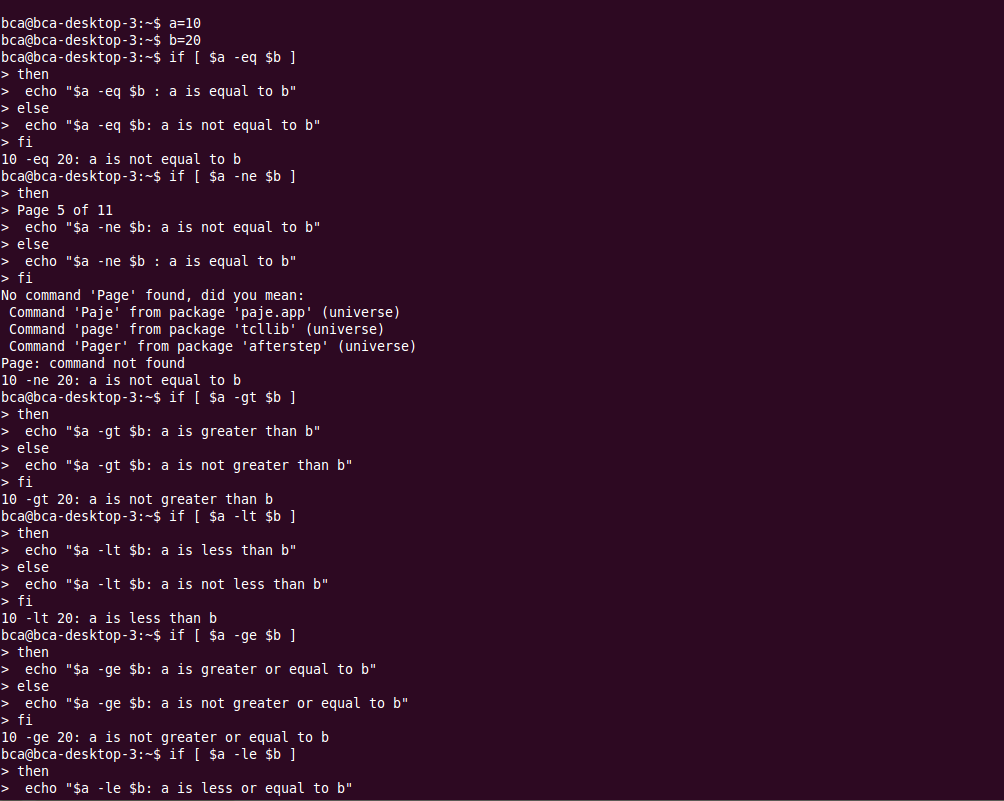 bca@bca-desktop-3:~$ a=10
bca@bca-desktop-3:~$ b=20
bca@bca-desktop-3:~$ if [ $a -eq $b ]
> then
>  echo "$a -eq $b : a is equal to b"
> else
>  echo "$a -eq $b: a is not equal to b"
> fi
10 -eq 20: a is not equal to b
bca@bca-desktop-3:~$ if [ $a -ne $b ]
> then
> Page 5 of 11
>  echo "$a -ne $b: a is not equal to b"
> else
>  echo "$a -ne $b : a is equal to b"
> fi
No command 'Page' found, did you mean:
 Command 'Paje' from package 'paje.app' (universe)
 Command 'page' from package 'tcllib' (universe)
 Command 'Pager' from package 'afterstep' (universe)
Page: command not found
10 -ne 20: a is not equal to b
bca@bca-desktop-3:~$ if [ $a -gt $b ]
> then
>  echo "$a -gt $b: a is greater than b"
> else
>  echo "$a -gt $b: a is not greater than b"
> fi
10 -gt 20: a is not greater than b
bca@bca-desktop-3:~$ if [ $a -lt $b ]
> then
>  echo "$a -lt $b: a is less than b"
> else
>  echo "$a -lt $b: a is not less than b"
> fi
10 -lt 20: a is less than b
bca@bca-desktop-3:~$ if [ $a -ge $b ]
> then
>  echo "$a -ge $b: a is greater or equal to b"
> else
>  echo "$a -ge $b: a is not greater or equal to b"
> fi
10 -ge 20: a is not greater or equal to b
bca@bca-desktop-3:~$ if [ $a -le $b ]
> then
>  echo "$a -le $b: a is less or equal to b"